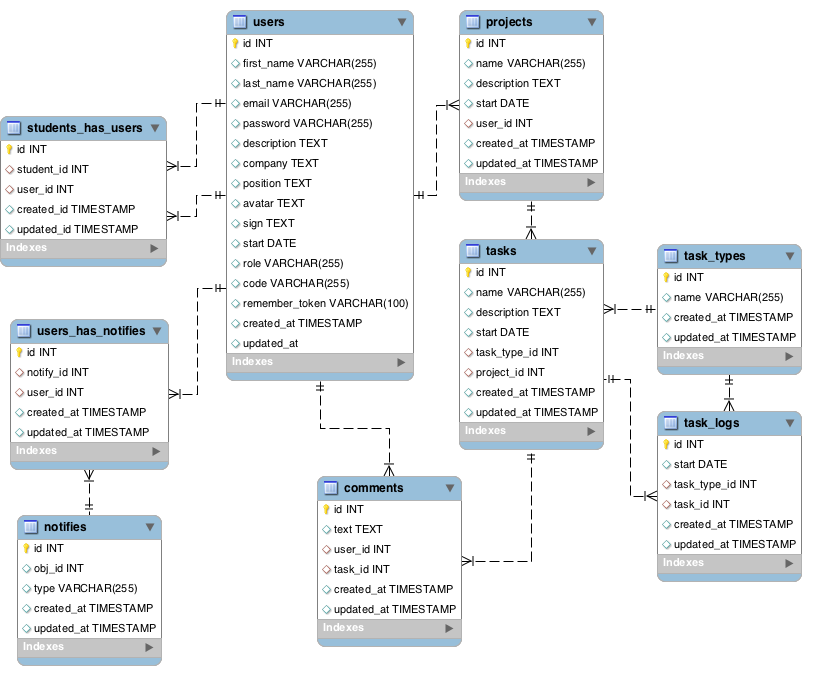 users
id INT
first_name VARCHAR(255)
last_name VARCHAR(255)
email VARCHAR(255)
password VARCHAR(255)
description TEXT
company TEXT
position TEXT
avatar TEXT
sign TEXT
start DATE
role VARCHAR(255)
code VARCHAR(255)
remember_token VARCHAR(100)
created_at TIMESTAMP
updated_at
Indexes
projects
id INT
name VARCHAR(255)
description TEXT
start DATE
user_id INT
created_at TIMESTAMP
updated_at TIMESTAMP
Indexes
students_has_users
id INT
student_id INT
user_id INT
created_id TIMESTAMP
updated_id TIMESTAMP
Indexes
tasks
id INT
name VARCHAR(255)
description TEXT
start DATE
task_type_id INT
project_id INT
created_at TIMESTAMP
updated_at TIMESTAMP
Indexes
task_types
id INT
name VARCHAR(255)
created_at TIMESTAMP
updated_at TIMESTAMP
Indexes
users_has_notifies
id INT
notify_id INT
user_id INT
created_at TIMESTAMP
updated_at TIMESTAMP
Indexes
task_logs
id INT
start DATE
task_type_id INT
task_id INT
created_at TIMESTAMP
updated_at TIMESTAMP
Indexes
comments
id INT
text TEXT
user_id INT
task_id INT
created_at TIMESTAMP
updated_at TIMESTAMP
Indexes
notifies
id INT
obj_id INT
type VARCHAR(255)
created_at TIMESTAMP
updated_at TIMESTAMP
Indexes